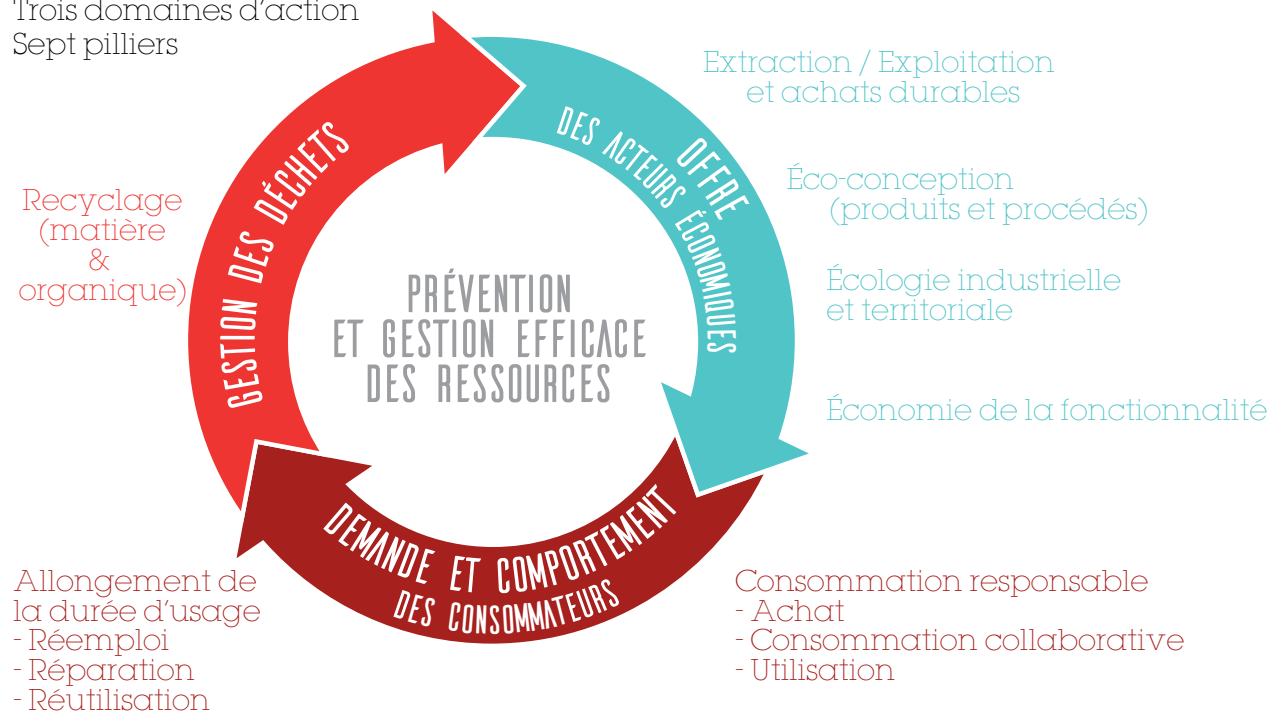 Trois domaines d'action
Sept pilliers
Extraction / Exploitation
et achats durables
Éco-conception
(produits et procédés)
Écologie industrielle
et territoriale
Économie de la fonctionnalité
OFFRE
DES ACTEURS ÉCONOMIQUES
GESTION DES DÉCHETS
Recyclage
(matière
&
organique)
PRÉVENTION
ET GESTION EFFICACE
DES RESSOURCES
DEMANDE ET COMPORTEMENT
DES CONSOMMATEURS
Allongement de
la durée d'usage
- Réemploi
- Réparation
- Réutilisation
Consommation responsable
- Achat
- Consommation collaborative
- Utilisation